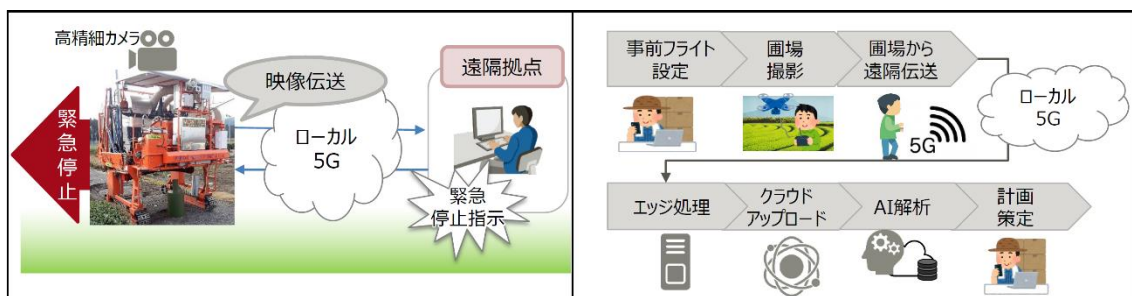 高精細カメラ
映像伝送
遠隔拠点
緊急停止
ローカル
5G
緊急
停止指示
事前フライト
設定
圃場
撮影
圃場から
遠隔伝送
5G
ローカル
5G
エッジ処理
クラウド
アップロード
AI解析
計画
策定